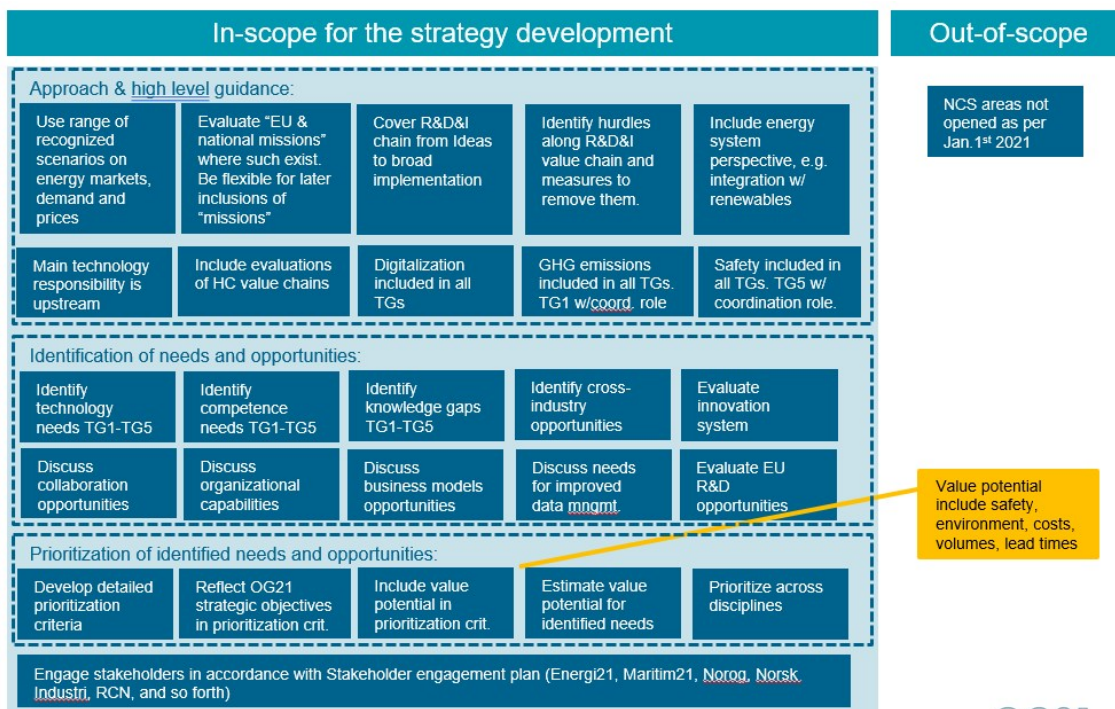 In-scope for the strategy development
Out-of-scope
Approach & high level guidance:
Use range of
recognized
scenarios on
energy markets,
demand and
prices
Evaluate “EU &
national missions”
where such exist.
Be flexible for later
inclusions of
“missions”
Cover R&D&I
chain from Ideas
to broad
implementation
Identify hurdles
along R&D&I
value chain and
measures to
remove them.
Include energy
system
perspective, e.g.
integration w/
renewables
NCS areas not
opened as per
Jan.1st 2021
Main technology
responsibility is
upstream
Include evaluations
of HC value chains
Digitalization
included in all
TGs
GHG emissions
included in all TGs.
TG1 w/coord. role
Safety included in
all TGs. TG5 w/
coordination role.
Identification of needs and opportunities:
Identify
technology
needs TG1-TG5
Identify
competence
needs TG1-TG5
Identify
knowledge gaps
TG1-TG5
Identify cross-
industry
opportunities
Evaluate
innovation
system
Discuss
collaboration
opportunities
Discuss
organizational
capabilities
Discuss
business models
opportunities
Discuss needs
for improved
data mngmt.
Evaluate EU
R&D
opportunities
Value potential
include safety,
environment, costs,
volumes, lead times
Prioritization of identified needs and opportunities:
Develop detailed
prioritization
criteria
Reflect OG21
strategic objectives
in prioritization crit.
Include value
potential in
prioritization crit.
Estimate value
potential for
identified needs
Prioritize across
disciplines
Engage stakeholders in accordance with Stakeholder engagement plan (Energi21, Maritim21, Norog, Norsk
Industri, RCN, and so forth)